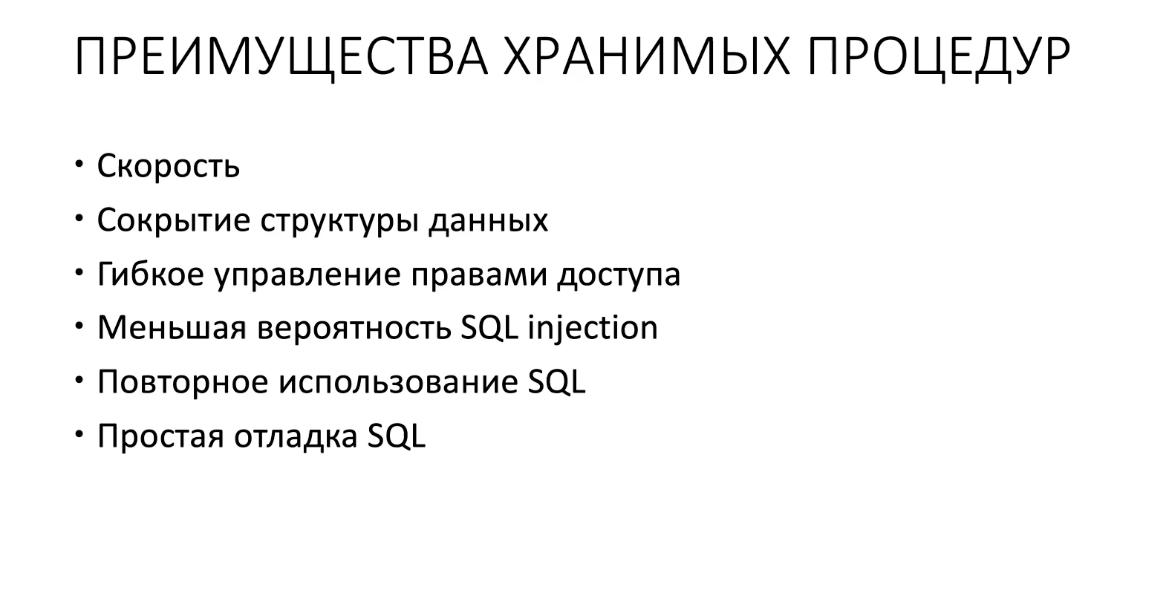 ПРЕИМУЩЕСТВА ХРАНИМЫХ ПРОЦЕДУР
• Скорость
• Сокрытие структуры данных
• Гибкое управление правами доступа
• Меньшая вероятность SQL injection
• Повторное использование SQL
• Простая отладка SQL